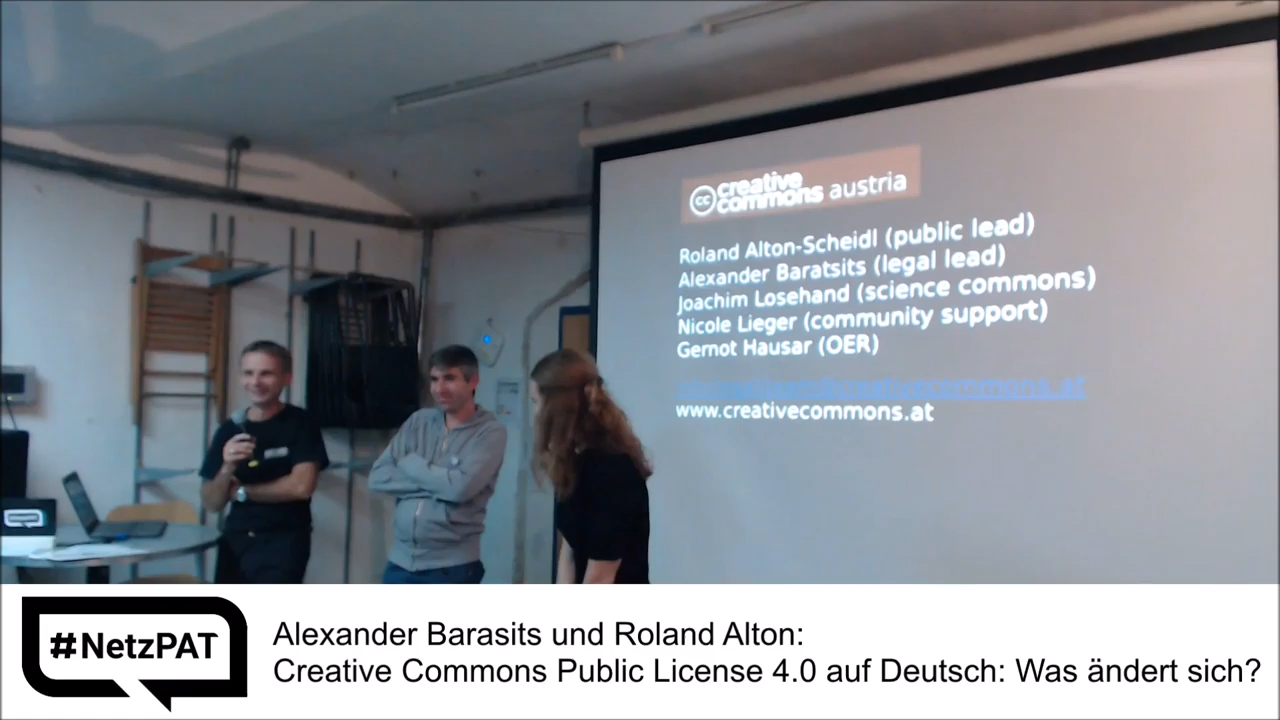 creative
commons austria
Roland Alton-Scheidl (public lead)
Alexander Baratsits (legal lead)
Joachim Losehand (science commons)
Nicole Lieger (community support)
Gernot Hausar (OER)
www.creativecommons.at
#NetzPAT
Alexander Barasits und Roland Alton:
Creative Commons Public License 4.0 auf Deutsch: Was ändert sich?